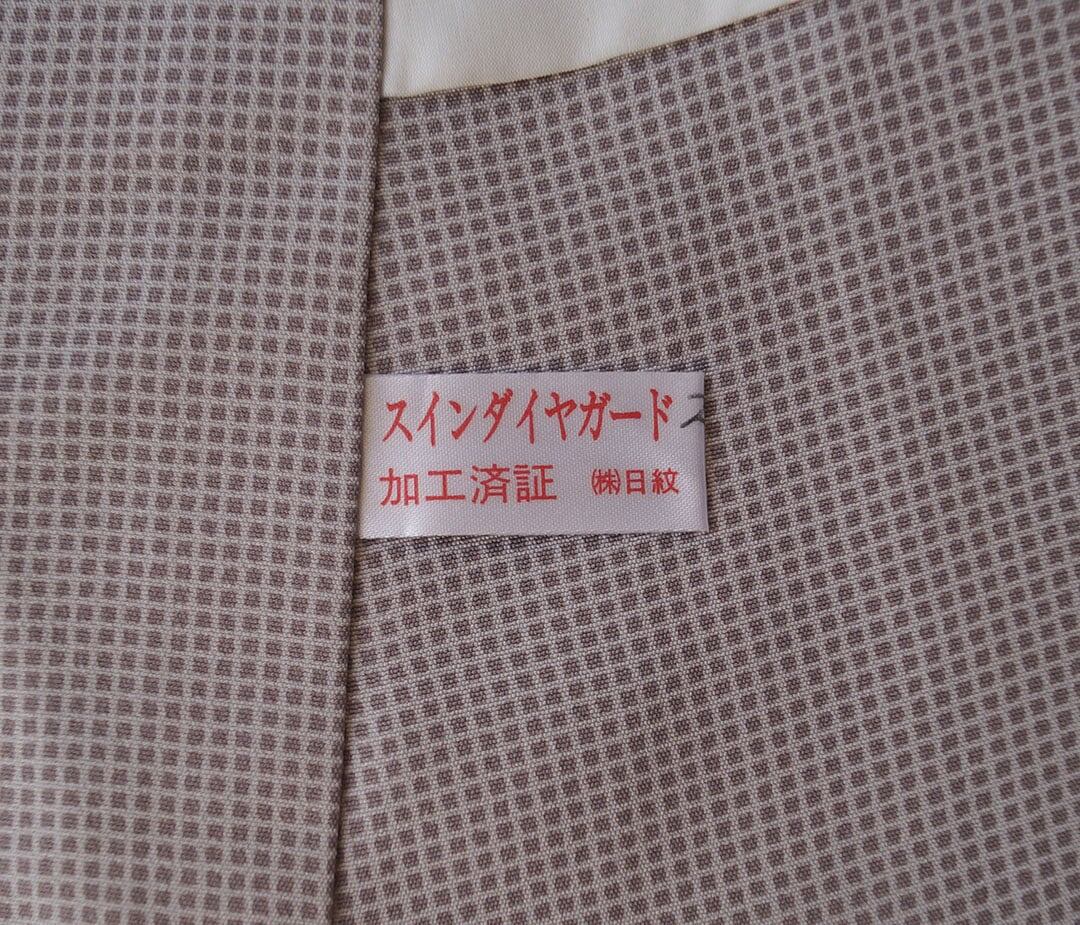 スインダイヤガード
加工済証 ㈱日紋